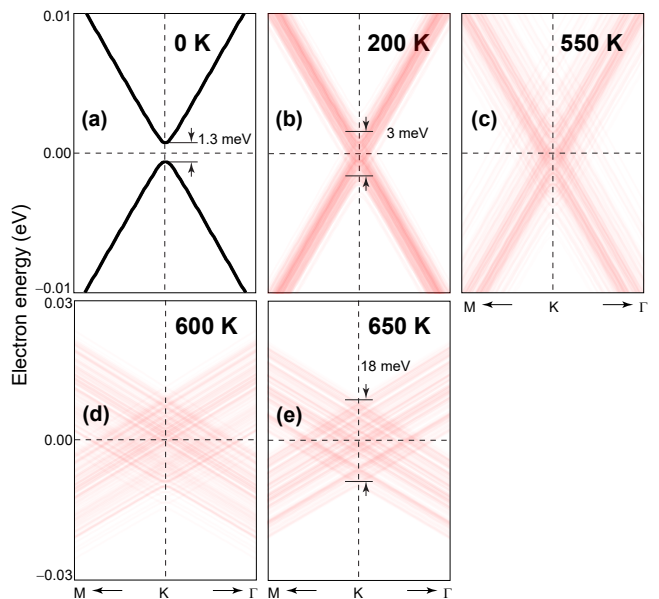 0.01
0 K
200 K
550 K
(a)
1.3 meV
(b)
3 meV
(c)
0.00
−0.01
Electron energy (eV)
M K Γ
0.03
600 K
650 K
18 meV
(d)
(e)
0.00
−0.03
M K Γ
M K Γ